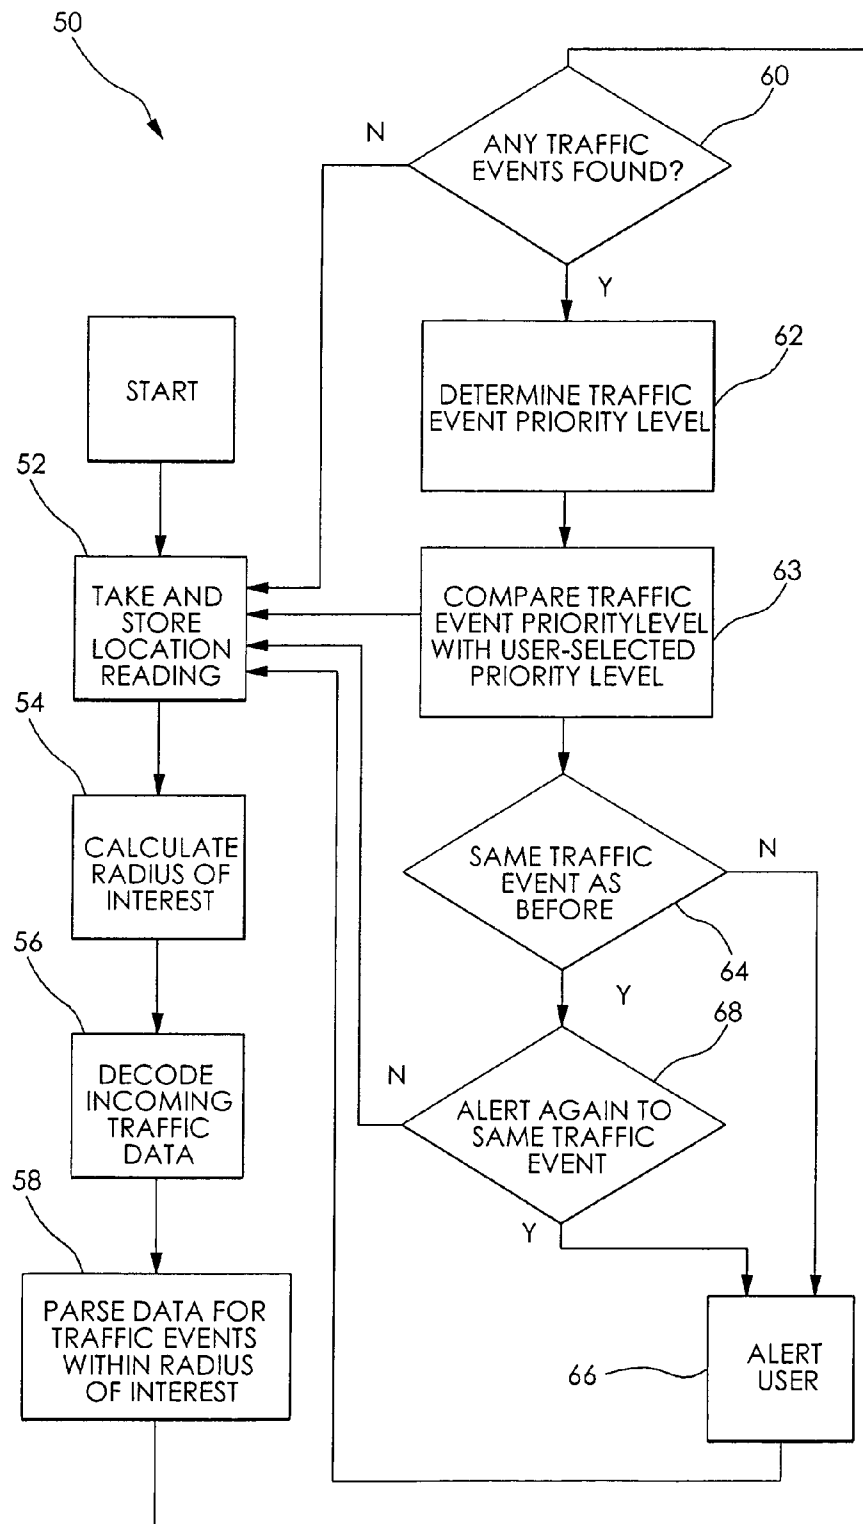 50
60
N
ANY TRAFFIC
EVENTS FOUND?
Y
START
62
DETERMINE TRAFFIC
EVENT PRIORITY LEVEL
52
TAKE AND
STORE
LOCATION
READING
63
COMPARE TRAFFIC
EVENT PRIORITYLEVEL
WITH USER-SELECTED
PRIORITY LEVEL
54
CALCULATE
RADIUS OF
INTEREST
SAME TRAFFIC
EVENT AS
BEFORE
N
64
Y
56
DECODE
INCOMING
TRAFFIC
DATA
68
N
ALERT AGAIN TO
SAME TRAFFIC
EVENT
Y
58
PARSE DATA FOR
TRAFFIC EVENTS
WITHIN RADIUS
OF INTEREST
66
ALERT
USER